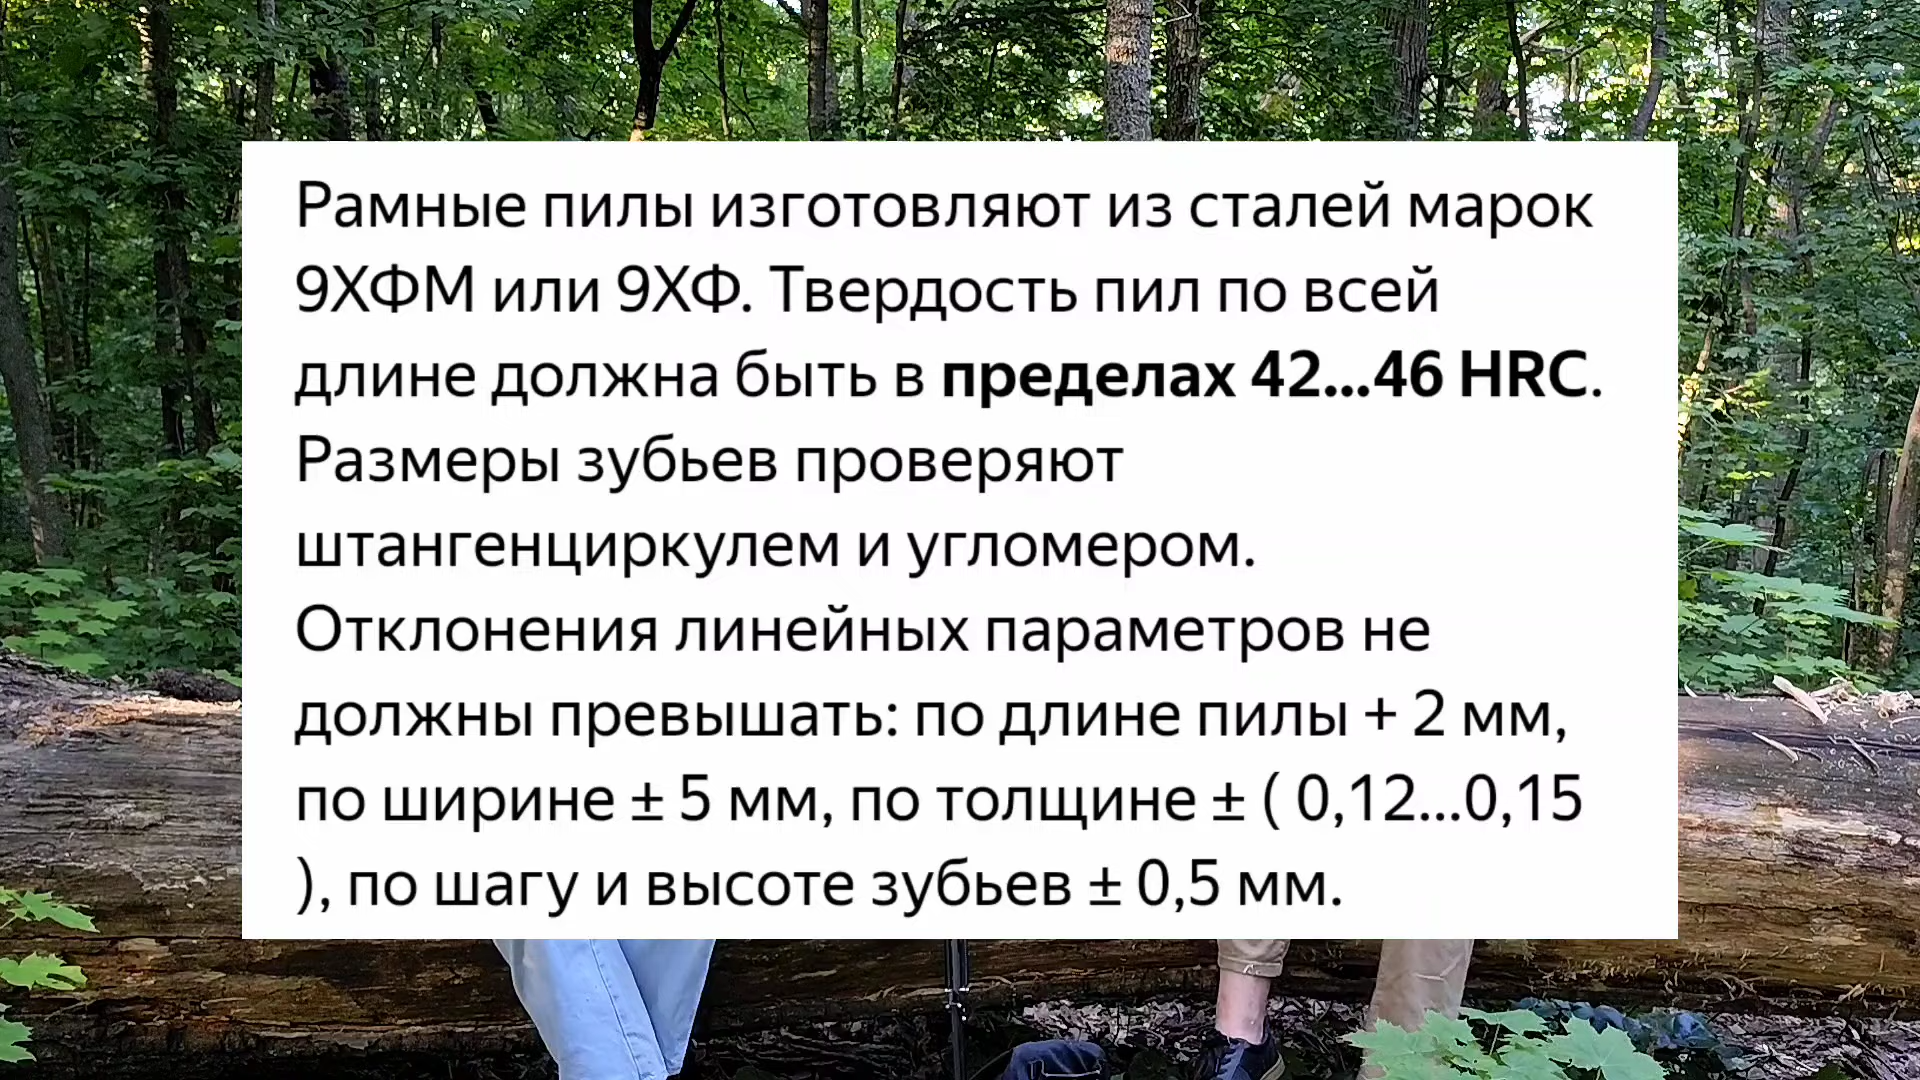 Рамные пилы изготовляют из сталей марок
9ХФМ или 9ХФ. Твердость пил по всей
длине должна быть в пределах 42...46 HRC.
Размеры зубьев проверяют
штангенциркулем и угломером.
Отклонения линейных параметров не
должны превышать: по длине пилы + 2 мм,
по ширине ± 5 мм, по толщине ± ( 0,12...0,15
), по шагу и высоте зубьев ± 0,5 мм.